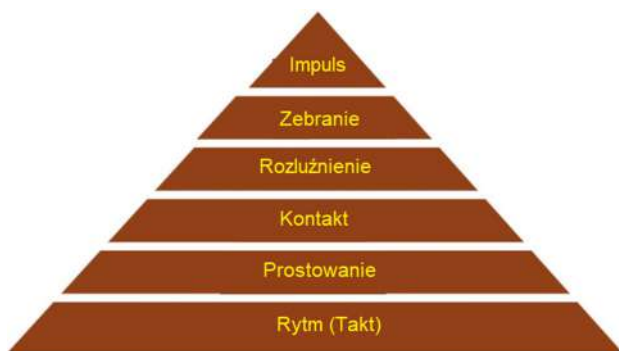 Impuls
Zebranie
Rozluźnienie
Kontakt
Prostowanie
Rytm (Takt)